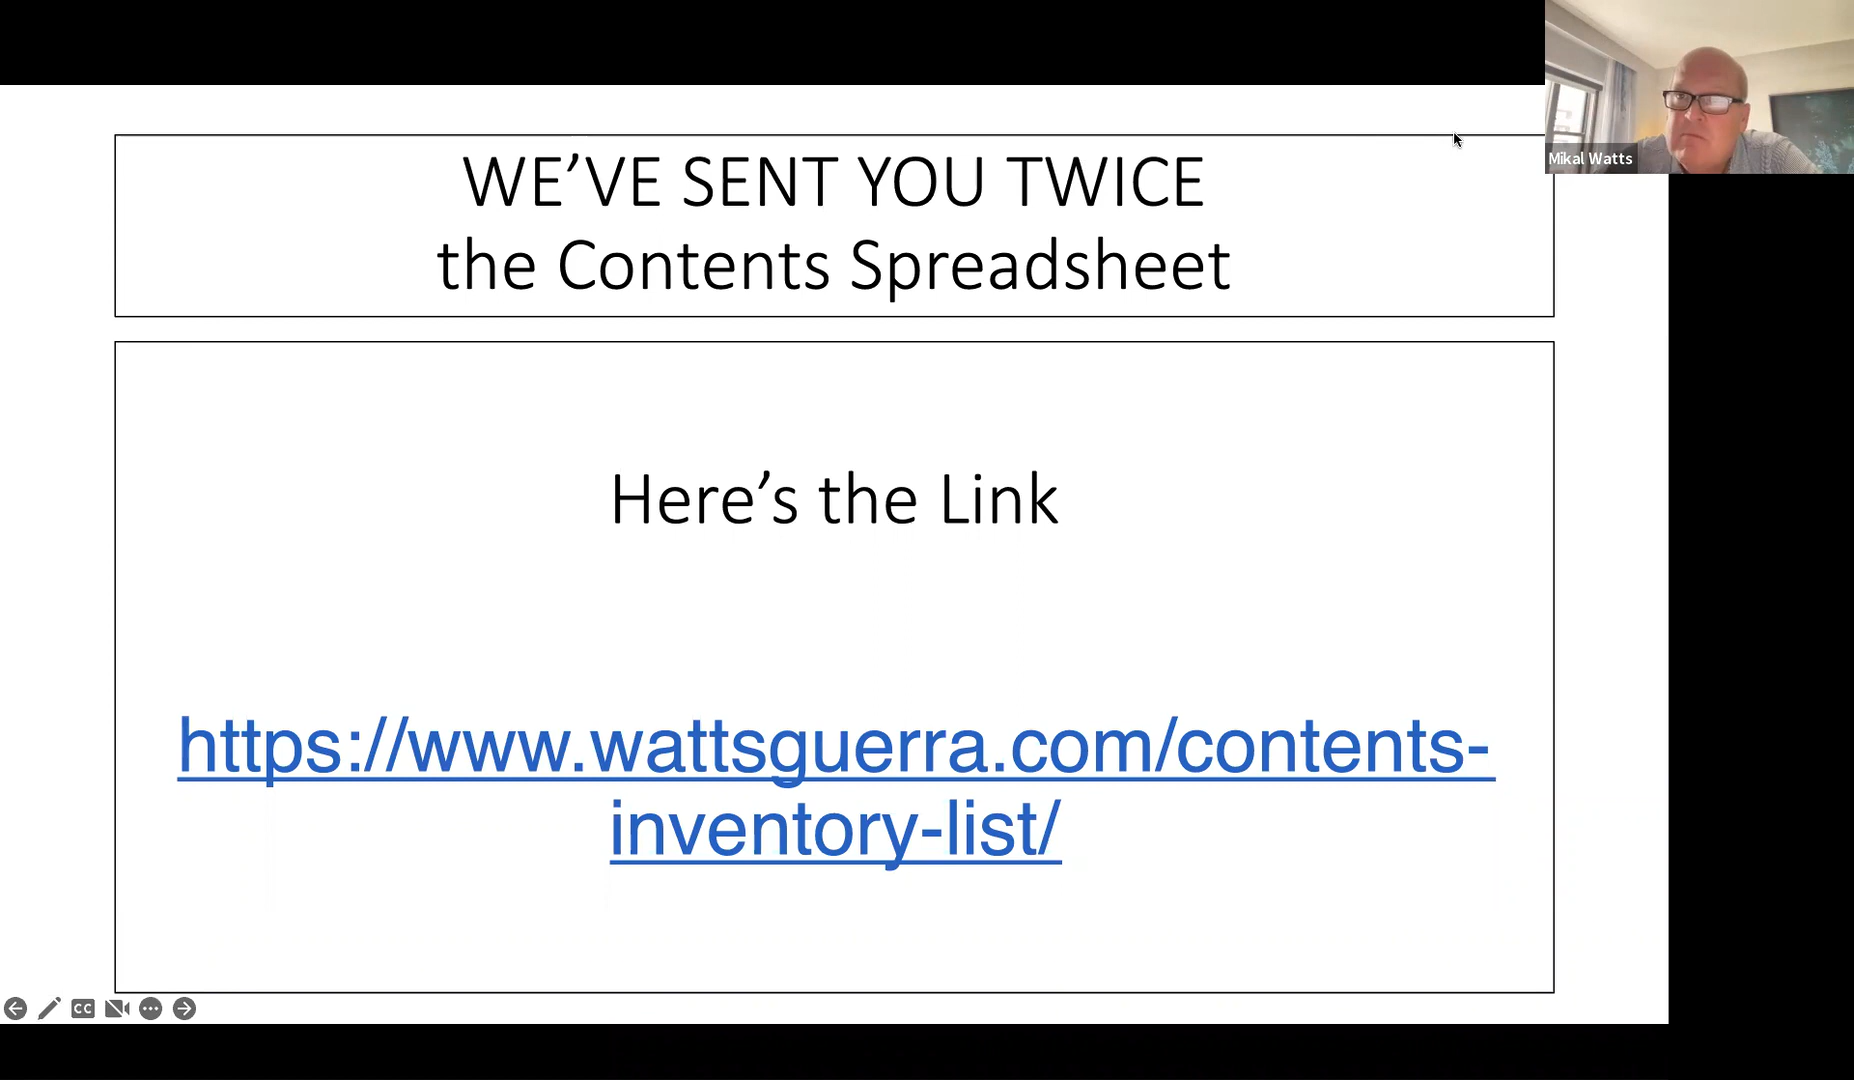 WE’VE SENT YOU TWICE
the Contents Spreadsheet
Mikal Watts
Here’s the Link
https://www.wattsguerra.com/contents-
inventory-list/
CC